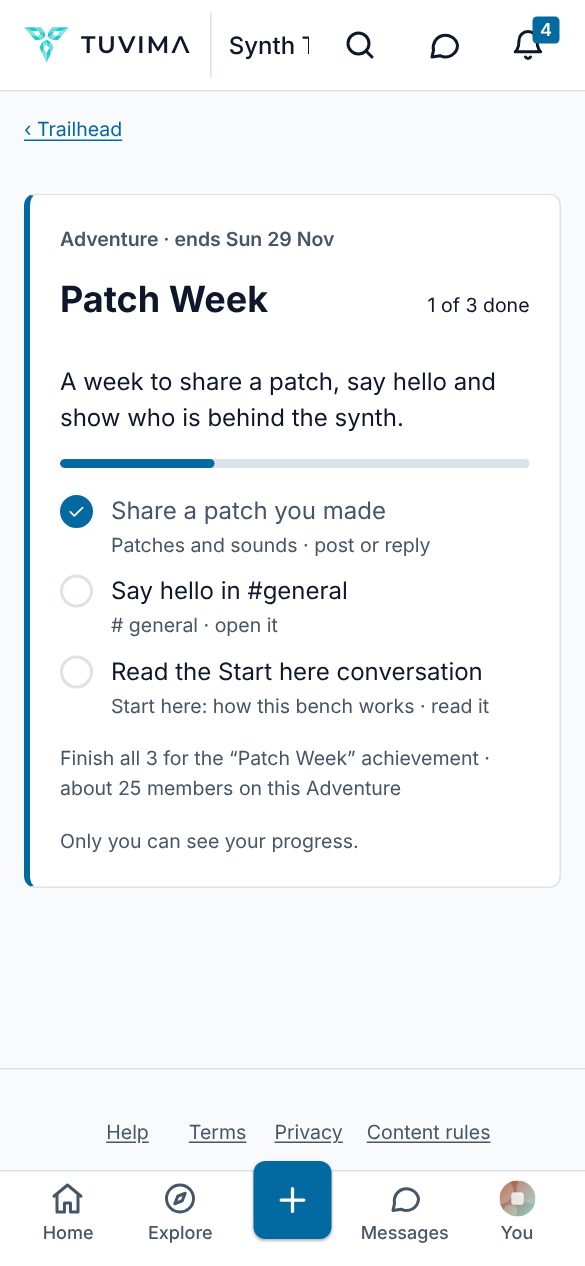 TUVIMA
Synth
4
‹ Trailhead
Adventure · ends Sun 29 Nov
Patch Week
1 of 3 done
A week to share a patch, say hello and
show who is behind the synth.
Share a patch you made
Patches and sounds · post or reply
Say hello in #general
# general · open it
Read the Start here conversation
Start here: how this bench works · read it
Finish all 3 for the “Patch Week” achievement ·
about 25 members on this Adventure
Only you can see your progress.
Help Terms Privacy Content rules
Home Explore Messages You